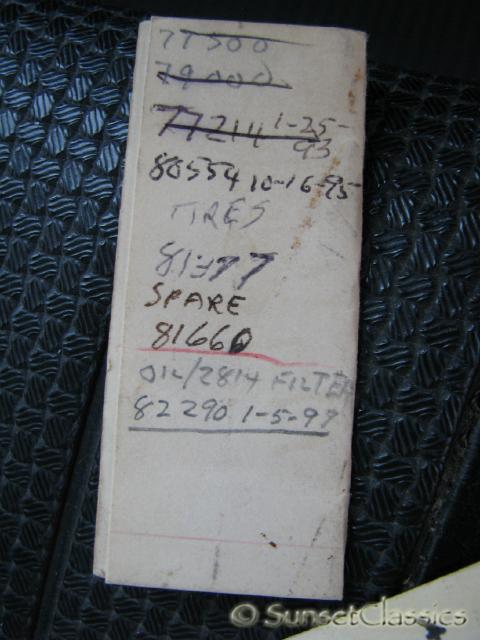 77500
79000
77214 1-25-
93
80554 10-16-95
TIRES
81377
SPARE
81660
OIL/2814 FILTER
82290 1-5-97
© SunsetClassics